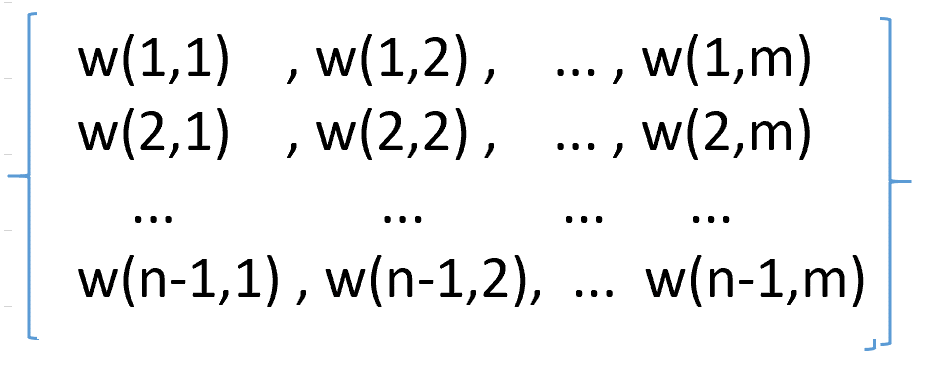 w(1,1) , w(1,2) , ... , w(1,m)
w(2,1) , w(2,2) , ... , w(2,m)
... ... ... ...
w(n-1,1) , w(n-1,2), ... w(n-1,m)